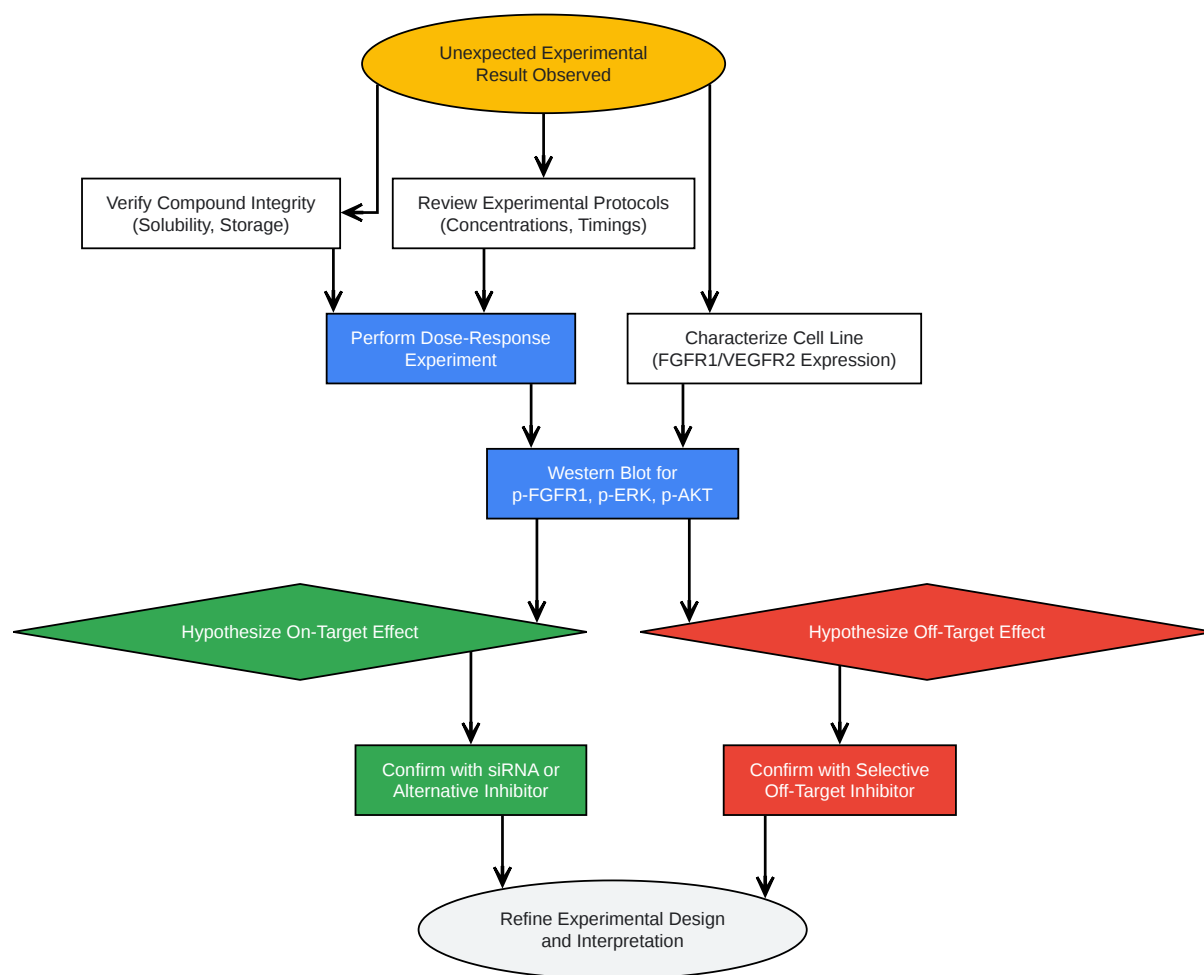 Unexpected Experimental
Result Observed
Verify Compound Integrity
(Solubility, Storage)
Review Experimental Protocols
(Concentrations, Timings)
Perform Dose-Response
Experiment
Characterize Cell Line
(FGFR1/VEGFR2 Expression)
Western Blot for
p-FGFR1, p-ERK, p-AKT
Hypothesize On-Target Effect
Hypothesize Off-Target Effect
Confirm with siRNA or
Alternative Inhibitor
Confirm with Selective
Off-Target Inhibitor
Refine Experimental Design
and Interpretation